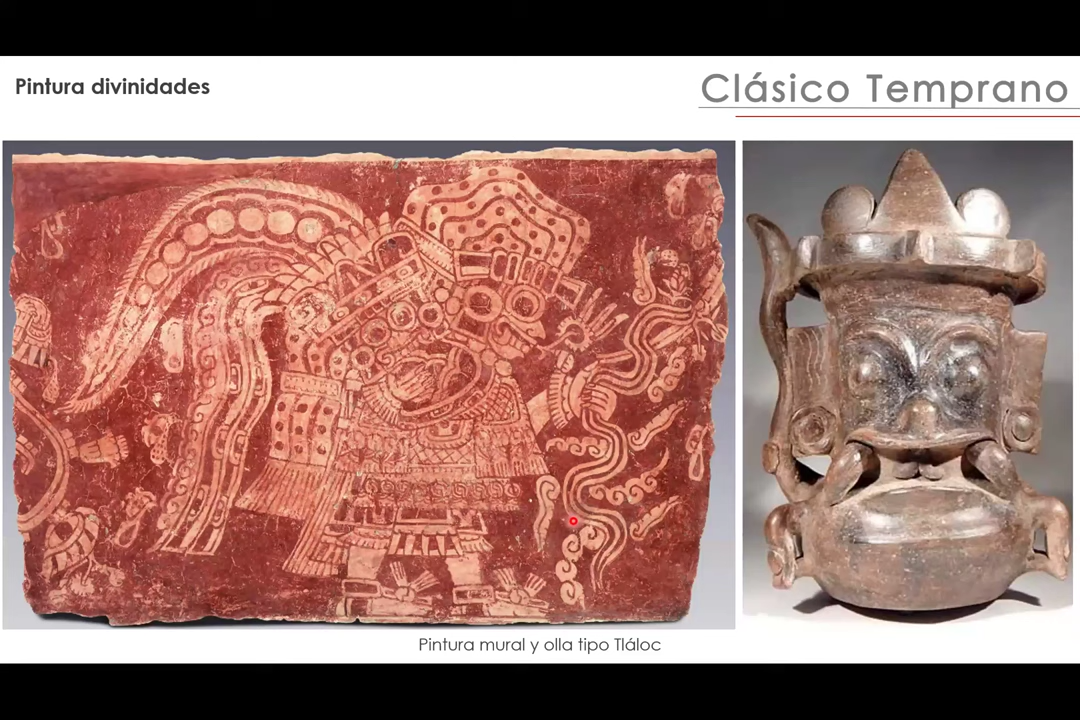 Pintura divinidades
Clásico Temprano
Pintura mural y olla tipo Tláloc